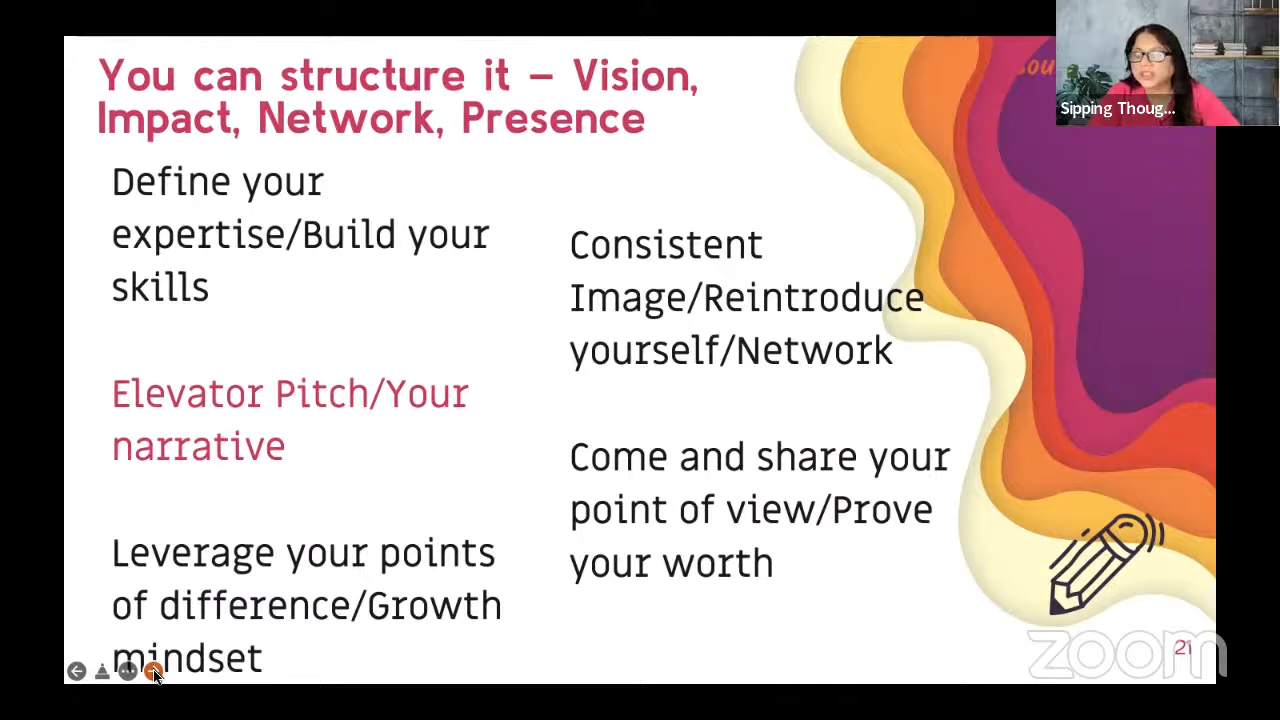 You can structure it – Vision,
Impact, Network, Presence
Define your
expertise/Build your
skills
Elevator Pitch/Your
narrative
Leverage your points
of difference/Growth
mindset
Consistent
Image/Reintroduce
yourself/Network
Come and share your
point of view/Prove
your worth
Sipping Thoug...
21
zoom